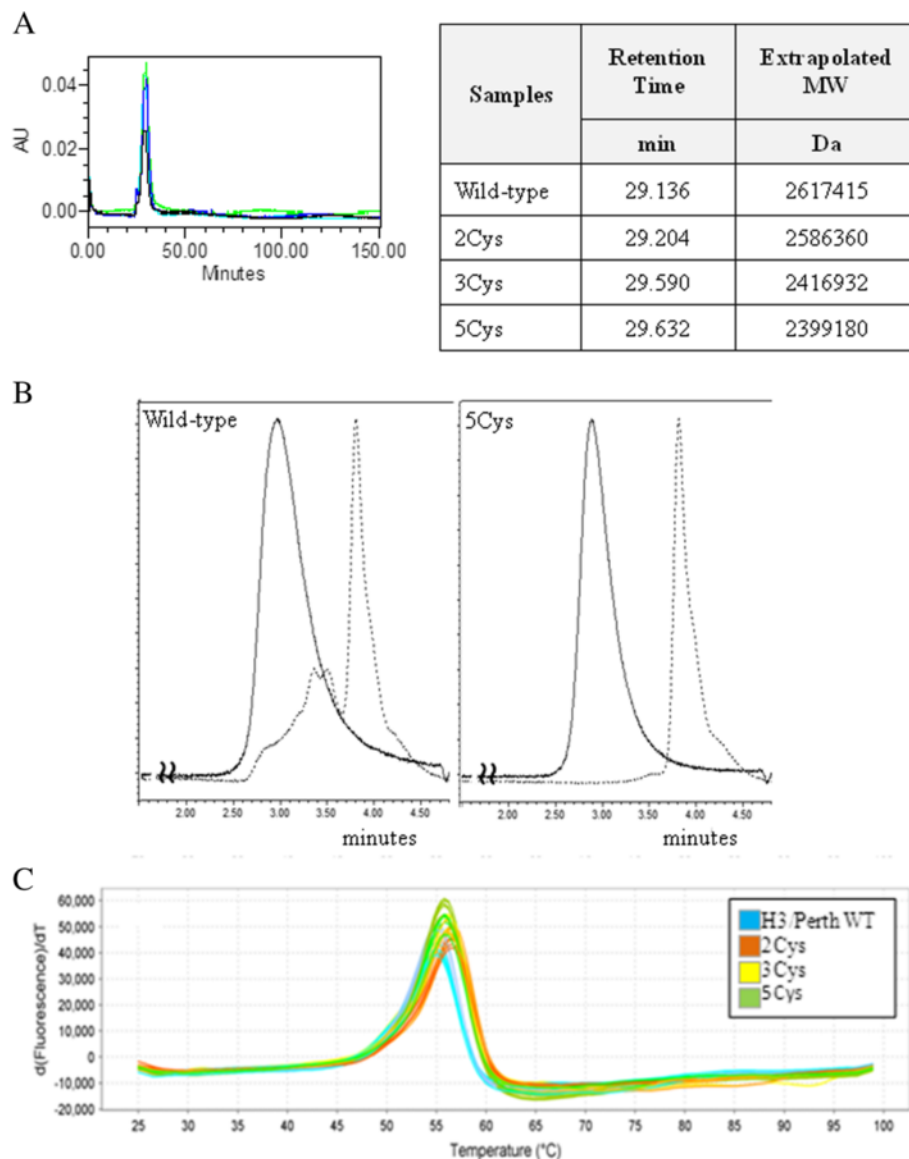 A
AU
0.04
0.02
0.00
0.00 50.00 100.00 150.00
Minutes
Samples Retention Time Extrapolated MW
min Da
Wild-type 29.136 2617415
2Cys 29.204 2586360
3Cys 29.590 2416932
5Cys 29.632 2399180
B
Wild-type 5Cys
2.00 2.50 3.00 3.50 4.00 4.50 2.00 2.50 3.00 3.50 4.00 4.50
minutes minutes
C
d(Fluorescence)/dT
60,000
50,000
40,000
30,000
20,000
10,000
0
-10,000
-20,000
H3/Perth WT
2Cys
3Cys
5Cys
25 30 35 40 45 50 55 60 65 70 75 80 85 90 95 100
Temperature (°C)